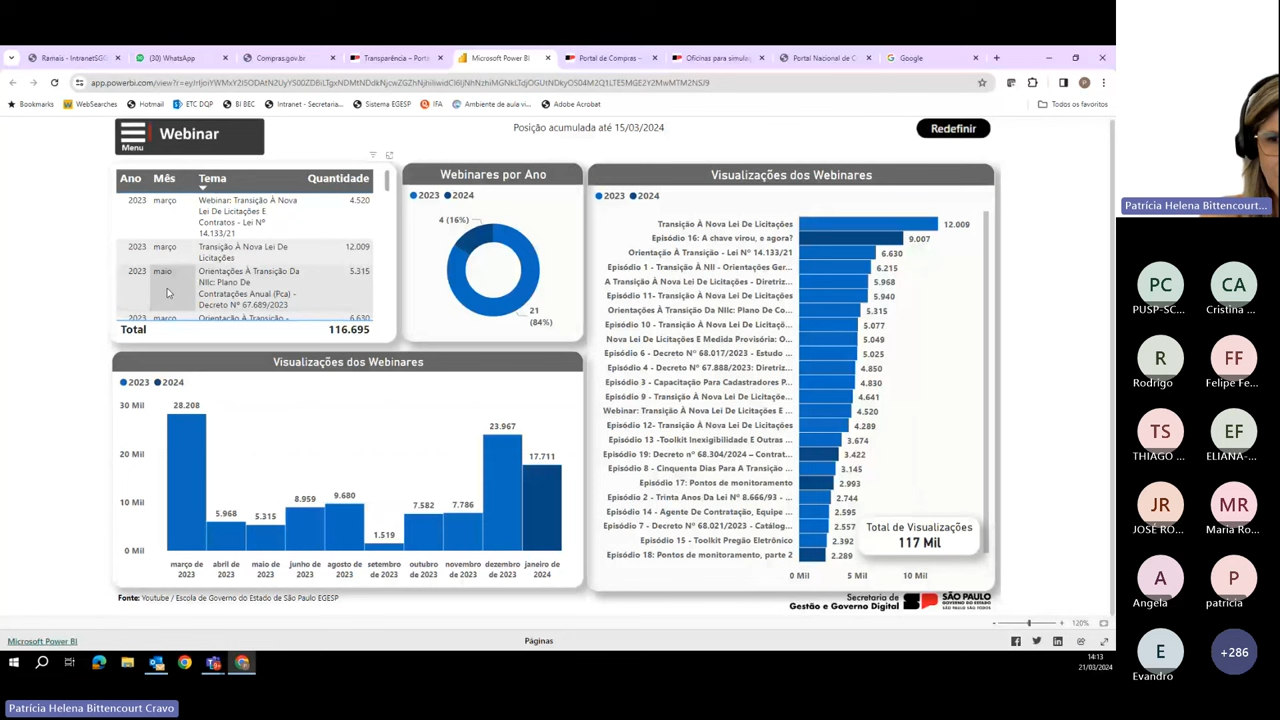 Ramais - IntranetSGG
(30) WhatsApp
Compras.gov.br
Transparência – Port
Microsoft Power BI
Portal de Compras –
Oficinas para simula
Portal Nacional de C
Google
Bookmarks
WebSearches
Hotmail
ETC DQP
BI BEC
Intranet - Secretaria...
Sistema EGESP
IFA
Ambiente de aula vi...
Adobe Acrobat
Todos os favoritos
Menu
Webinar
Posição acumulada até 15/03/2024
Redefinir
Ano Mês Tema Quantidade
2023 março Webinar: Transição À Nova 4.520
Lei De Licitações E
Contratos - Lei Nº
14.133/21
2023 março Transição À Nova Lei De 12.009
Licitações
2023 maio Orientações À Transição Da 5.315
Nllc: Plano De
Contratações Anual (Pca) -
Decreto Nº 67.689/2023
2023 março Orientação À Transição - 6.630
Total 116.695
Webinares por Ano
2023 2024
4 (16%)
21
(84%)
Visualizações dos Webinares
2023 2024
Transição À Nova Lei De Licitações 12.009
Episódio 16: A chave virou, e agora? 9.007
Orientação À Transição - Lei Nº 14.133/21 6.630
Episódio 1 - Transição À Nll - Orientações Ger... 6.215
A Transição À Nova Lei De Licitações - Diretriz... 5.968
Episódio 11- Transição À Nova Lei De Licitações 5.940
Orientações À Transição Da Nllc: Plano De Co... 5.315
Episódio 10 - Transição À Nova Lei De Licitaçõ... 5.077
Nova Lei De Licitações E Medida Provisória: O... 5.049
Episódio 6 - Decreto Nº 68.017/2023 - Estudo ... 5.025
Episódio 4 - Decreto Nº 67.888/2023: Diretriz... 4.850
Episódio 3 - Capacitação Para Cadastradores P... 4.830
Episódio 9 - Transição À Nova Lei De Licitaçõe... 4.641
Webinar: Transição À Nova Lei De Licitações E ... 4.520
Episódio 12- Transição À Nova Lei De Licitações 4.289
Episódio 13 -Toolkit Inexigibilidade E Outras ... 3.674
Episódio 19: Decreto nº 68.304/2024 – Contrat... 3.422
Episódio 8 - Cinquenta Dias Para A Transição ... 3.145
Episódio 17: Pontos de monitoramento 2.993
Episódio 2 - Trinta Anos Da Lei Nº 8.666/93 - ... 2.744
Episódio 14 - Agente De Contratação, Equipe ... 2.595
Episódio 7 - Decreto Nº 68.021/2023 - Catálog... 2.557
Episódio 15 - Toolkit Pregão Eletrônico 2.392
Episódio 18: Pontos de monitoramento, parte 2 2.289
0 Mil 5 Mil 10 Mil
Total de Visualizações
117 Mil
Visualizações dos Webinares
2023 2024
30 Mil
20 Mil
10 Mil
0 Mil
28.208 5.968 5.315 8.959 9.680 1.519 7.582 7.786 23.967 17.711
março de abril de maio de junho de agosto de setembro outubro novembro dezembro janeiro de
2023 2023 2023 2023 2023 de 2023 de 2023 de 2023 de 2023 2024
Fonte: Youtube / Escola de Governo do Estado de São Paulo EGESP
Secretaria de
Gestão e Governo Digital
SÃO PAULO
GOVERNO DO ESTADO
Microsoft Power BI
Páginas
120%
14:13
21/03/2024
Patrícia Helena Bittencourt Cravo
Patrícia Helena Bittencourt...
PC
PUSP-SC...
CA
Cristina ...
R
Rodrigo
FF
Felipe Fe...
TS
THIAGO ...
EF
ELIANA-...
JR
JOSE RO...
MR
Maria Ro...
A
Angela
P
patrícia
E
Evandro
+286